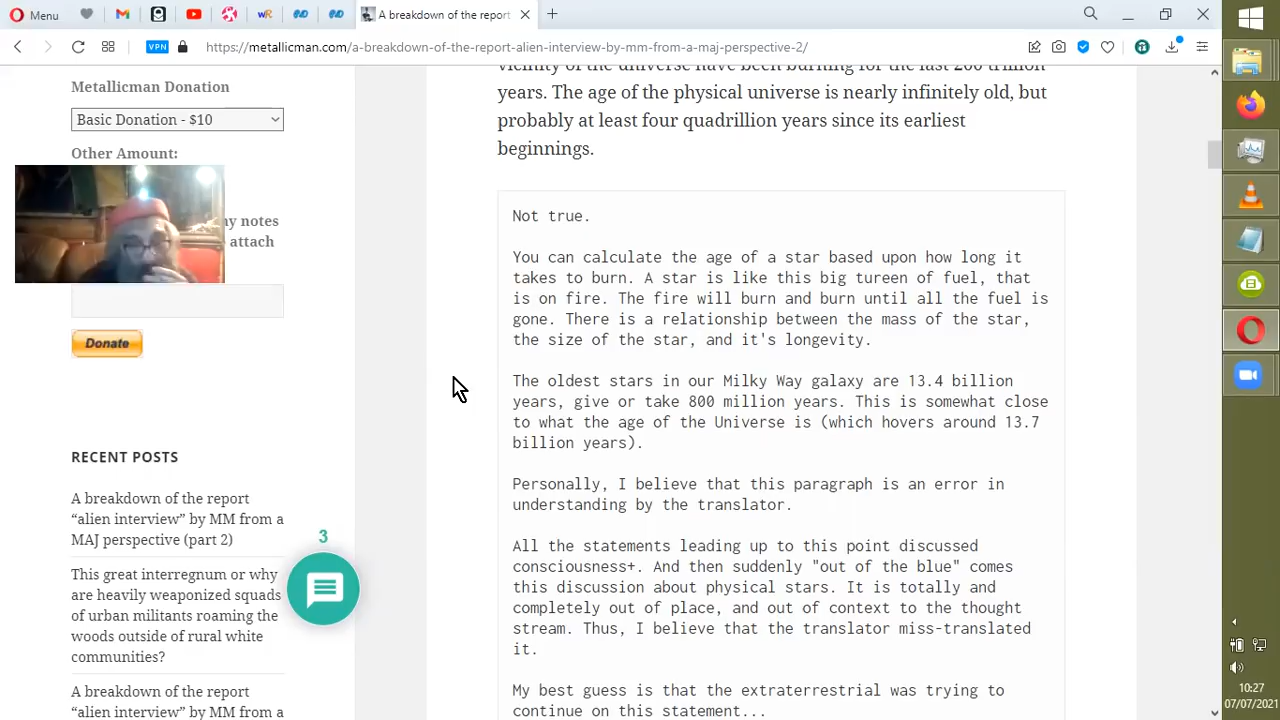 Menu
A breakdown of the report
VPN
https://metallicman.com/a-breakdown-of-the-report-alien-interview-by-mm-from-a-maj-perspective-2/
Metallicman Donation
Basic Donation - $10
Other Amount:
ny notes
attach
Donate
RECENT POSTS
A breakdown of the report
“alien interview” by MM from a
MAJ perspective (part 2)
This great interregnum or why
are heavily weaponized squads
of urban militants roaming the
woods outside of rural white
communities?
A breakdown of the report
“alien interview” by MM from a
3
vicinity of the universe have been burning for the last 200 trillion
years. The age of the physical universe is nearly infinitely old, but
probably at least four quadrillion years since its earliest
beginnings.
Not true.
You can calculate the age of a star based upon how long it
takes to burn. A star is like this big tureen of fuel, that
is on fire. The fire will burn and burn until all the fuel is
gone. There is a relationship between the mass of the star,
the size of the star, and it's longevity.
The oldest stars in our Milky Way galaxy are 13.4 billion
years, give or take 800 million years. This is somewhat close
to what the age of the Universe is (which hovers around 13.7
billion years).
Personally, I believe that this paragraph is an error in
understanding by the translator.
All the statements leading up to this point discussed
consciousness+. And then suddenly "out of the blue" comes
this discussion about physical stars. It is totally and
completely out of place, and out of context to the thought
stream. Thus, I believe that the translator miss-translated
it.
My best guess is that the extraterrestrial was trying to
continue on this statement...
10:27
07/07/2021